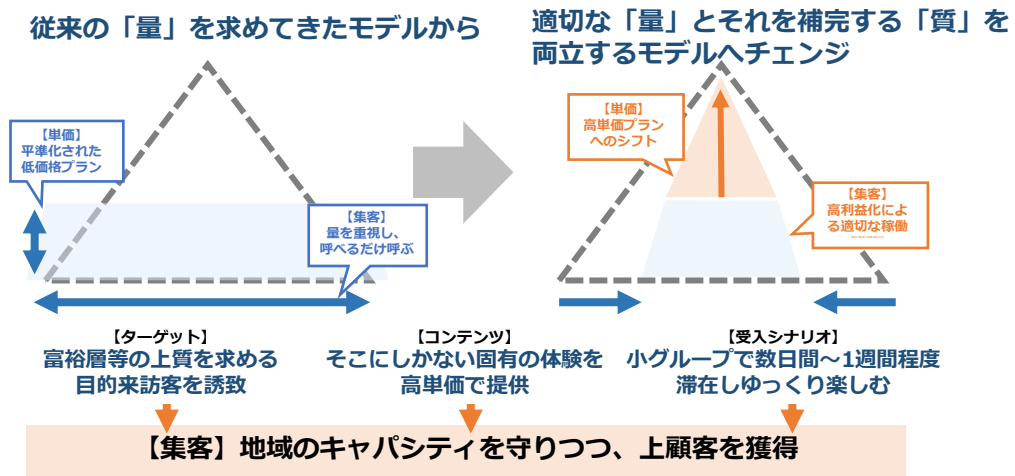 従来の「量」を求めてきたモデルから
適切な「量」とそれを補完する「質」を
両立するモデルへチェンジ
【単価】
平準化された
低価格プラン
【集客】
量を重視し、
呼べるだけ呼ぶ
【単価】
高単価プラン
へのシフト
【集客】
高利益化によ
る適切な稼働
【ターゲット】
富裕層等の上質を求める
目的来訪客を誘致
【コンテンツ】
そこにしかない固有の体験を
高単価で提供
【受入シナリオ】
小グループで数日間～1週間程度
滞在しゆっくり楽しむ
【集客】地域のキャパシティを守りつつ、上顧客を獲得